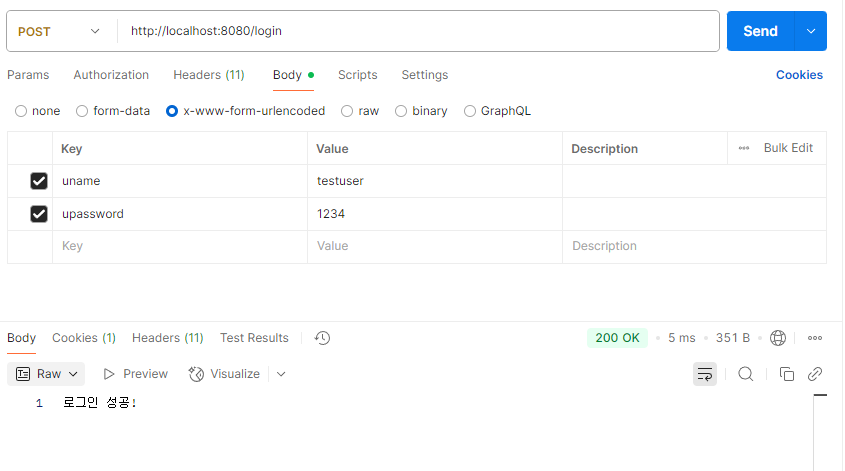 POST http://localhost:8080/login Send
Params Authorization Headers (11) Body Scripts Settings Cookies
none form-data x-www-form-urlencoded raw binary GraphQL
Key Value Description Bulk Edit
uname testuser
upassword 1234
Key Value Description
Body Cookies (1) Headers (11) Test Results 200 OK 5 ms 351 B
Raw Preview Visualize
1 로그인 성공!